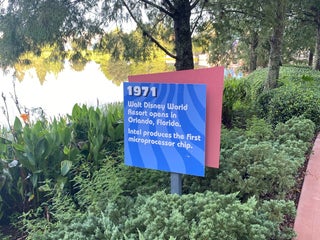 1971
Walt Disney World
Resort opens in
Orlando, Florida.
Intel produces the first
microprocessor chip.